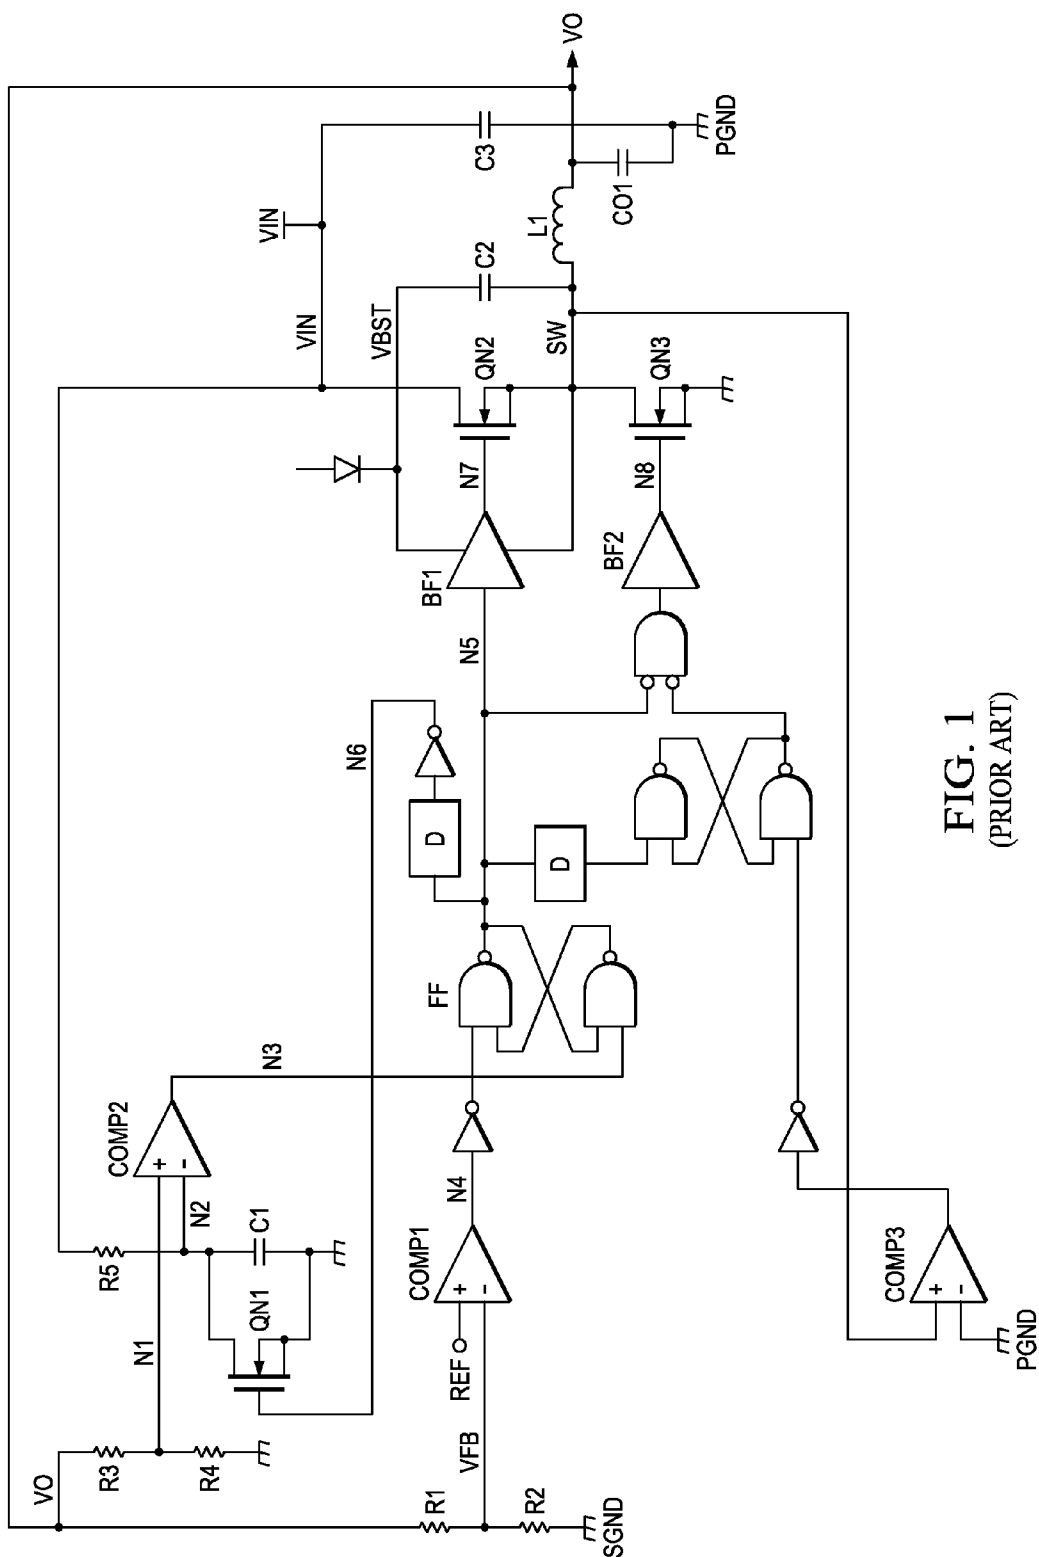 VO
R3
R4
R1
R2
SGND
VFB
REF
N1
R5
QN1
C1
N2
+
-
COMP2
N3
+
-
COMP1
N4
PGND
+
-
COMP3
FF
D
D
N6
N5
BF1
BF2
N7
N8
QN2
QN3
VIN
VIN
VBST
SW
C2
L1
C3
CO1
PGND
VO
FIG. 1
(PRIOR ART)